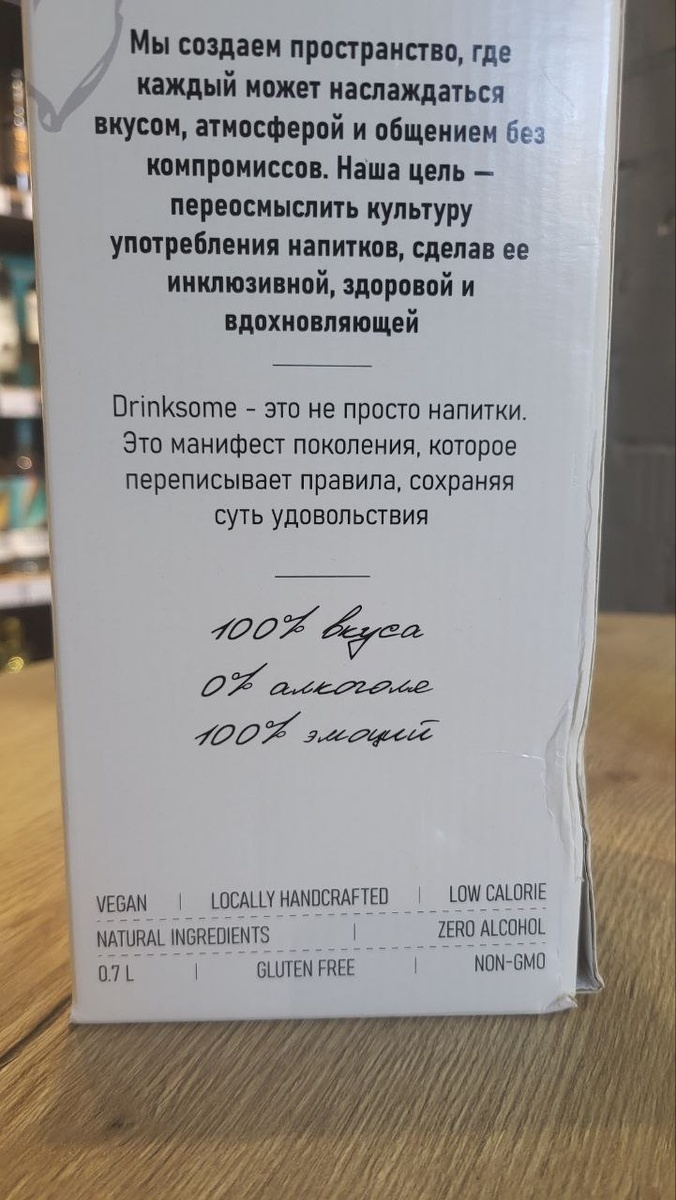 Мы создаем пространство, где
каждый может наслаждаться
вкусом, атмосферой и общением без
компромиссов. Наша цель —
переосмыслить культуру
употребления напитков, сделав ее
инклюзивной, здоровой и
вдохновляющей
Drinksome - это не просто напитки.
Это манифест поколения, которое
переписывает правила, сохраняя
суть удовольствия
100% вкуса
0% алкоголя
100% эмоций
VEGAN | LOCALLY HANDCRAFTED | LOW CALORIE
NATURAL INGREDIENTS | ZERO ALCOHOL
0.7 L | GLUTEN FREE | NON-GMO